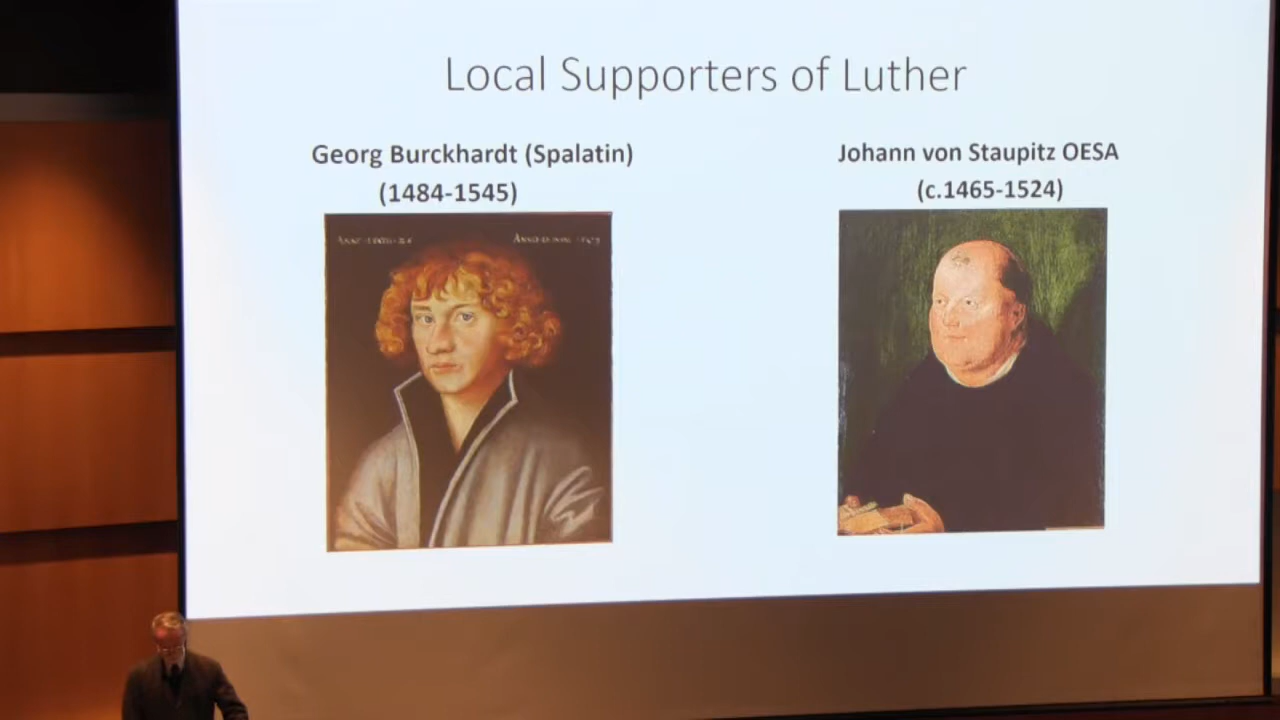 Local Supporters of Luther
Georg Burckhardt (Spalatin)
(1484-1545)
Johann von Staupitz OESA
(c.1465-1524)